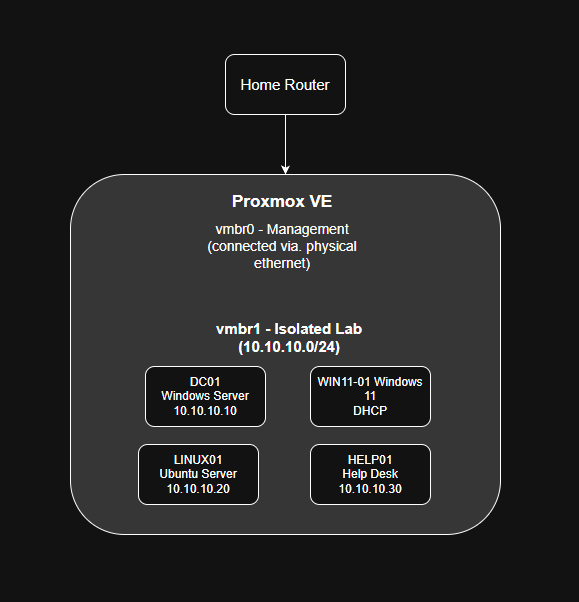 Home Router
Proxmox VE
vmbr0 - Management
(connected via. physical
ethernet)
vmbr1 - Isolated Lab
(10.10.10.0/24)
DC01
Windows Server
10.10.10.10
WIN11-01 Windows
11
DHCP
LINUX01
Ubuntu Server
10.10.10.20
HELP01
Help Desk
10.10.10.30